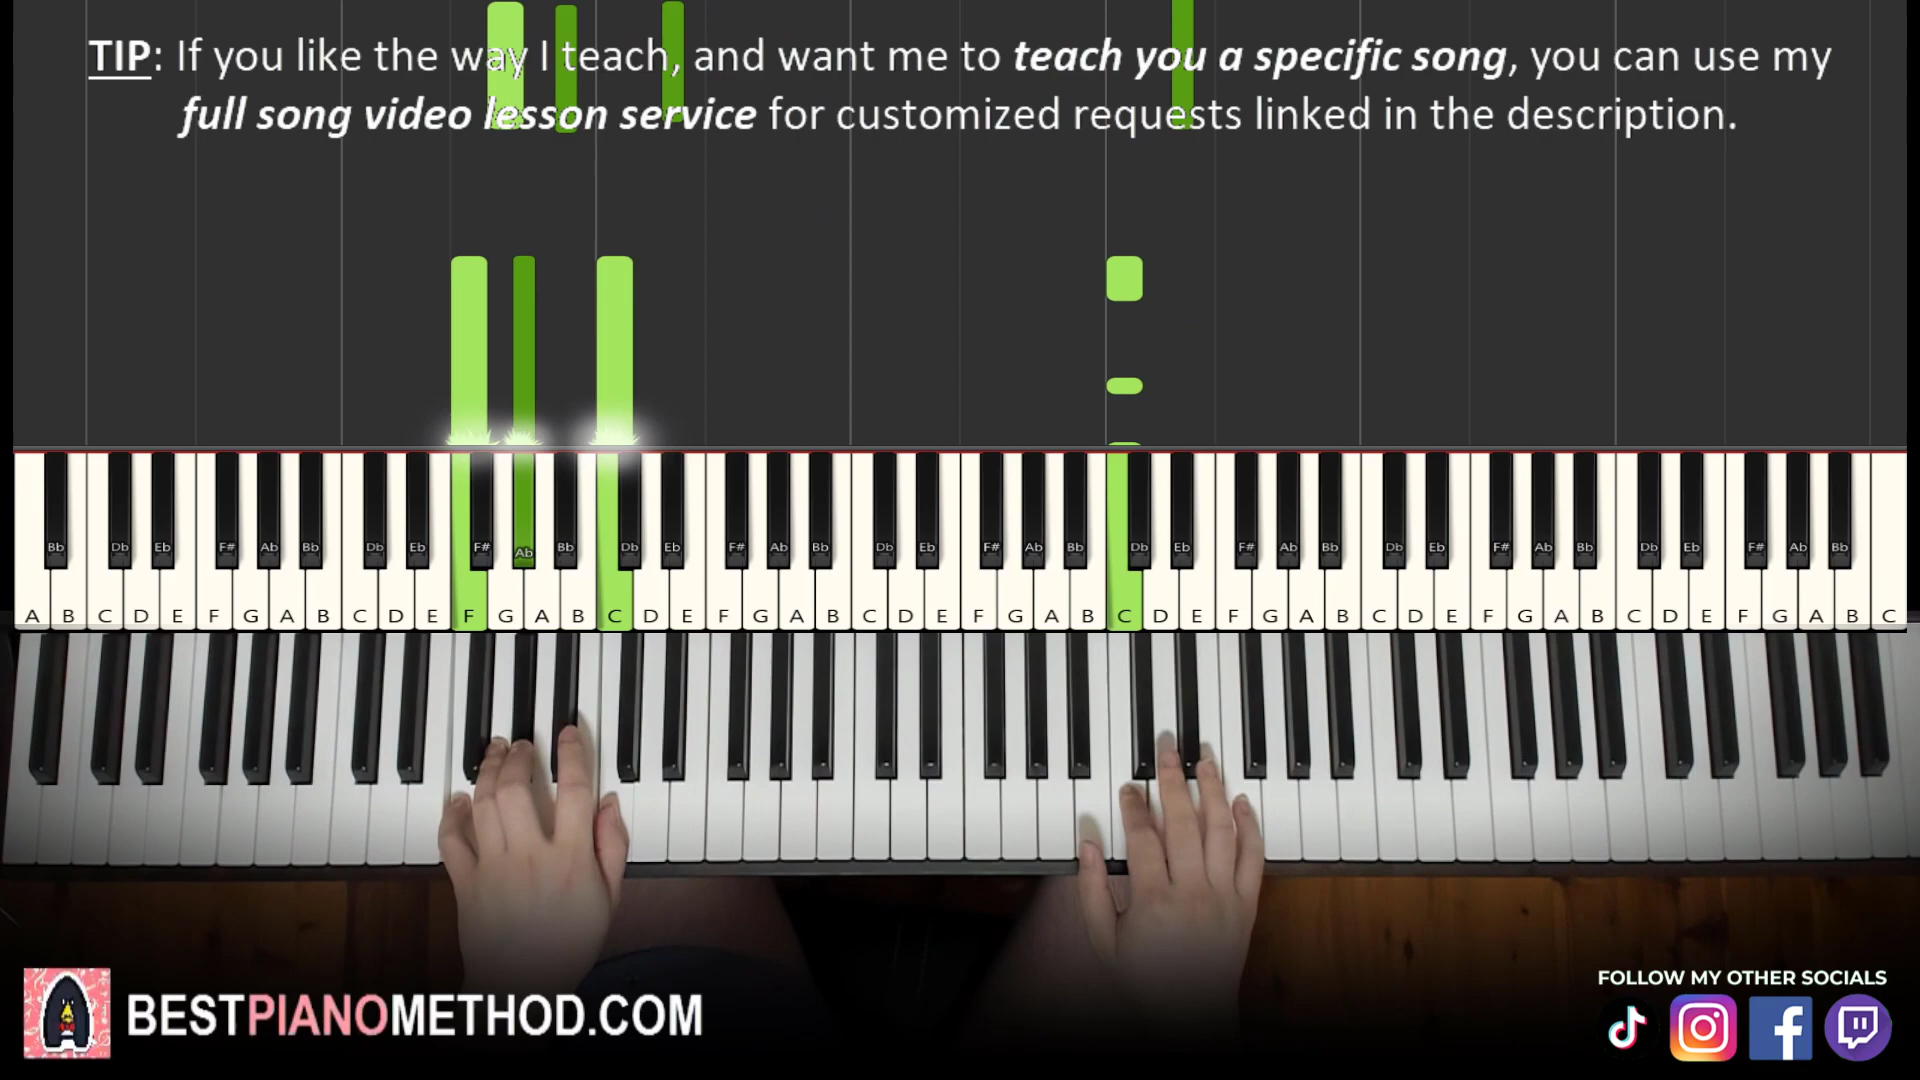 TIP: If you like the way I teach, and want me to teach you a specific song, you can use my
full song video lesson service for customized requests linked in the description.
Bb Db Eb F# Ab Bb Db Eb F# Ab Bb Db Eb F# Ab Bb Db Eb F# Ab Bb Db Eb F# Ab Bb Db Eb F# Ab Bb Db Eb F# Ab Bb
A B C D E F G A B C D E F G A B C D E F G A B C D E F G A B C D E F G A B C D E F G A B C D E F G A B C
FOLLOW MY OTHER SOCIALS
BESTPIANOMETHOD.COM